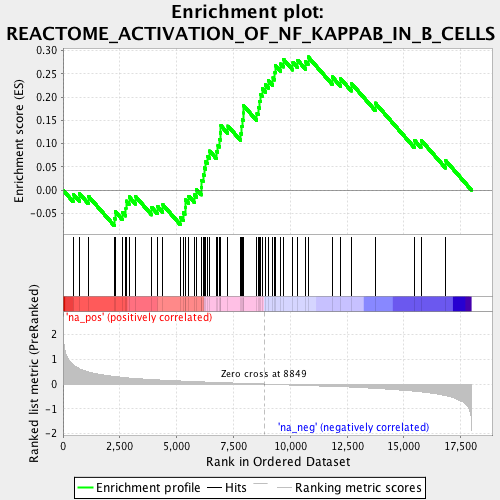 Enrichment plot:
REACTOME_ACTIVATION_OF_NF_KAPPAB_IN_B_CELLS
Enrichment score (ES)
0.30
0.25
0.20
0.15
0.10
0.05
0.00
-0.05
'na_pos' (positively correlated)
Ranked list metric (PreRanked)
2
1
0
-1
-2
Zero cross at 8849
'na_neg' (negatively correlated)
0 2,500 5,000 7,500 10,000 12,500 15,000 17,500
Rank in Ordered Dataset
Enrichment profile Hits Ranking metric scores